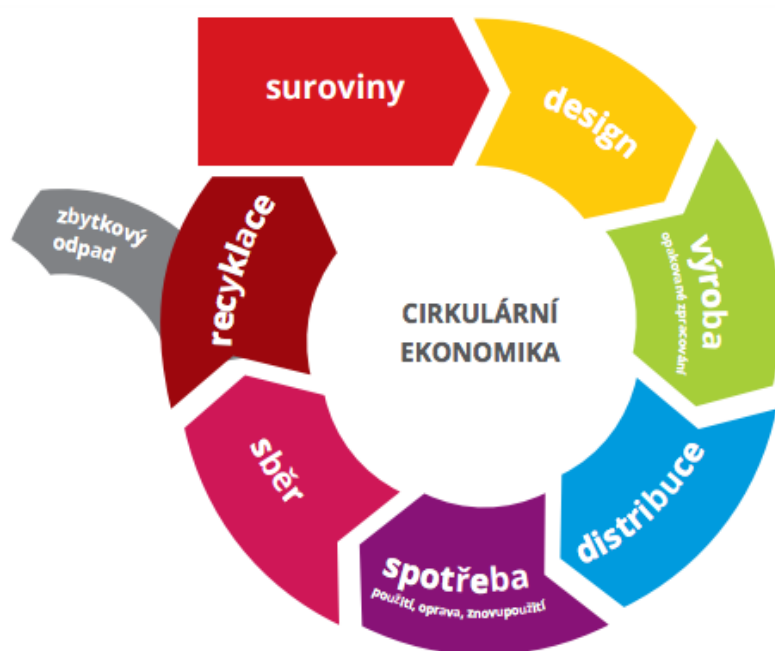 suroviny
design
výroba
opakované zpracování
distribuce
spotřeba
použití, oprava, znovupoužití
sběr
recyklace
zbytkový
odpad
CIRKULÁRNÍ
EKONOMIKA